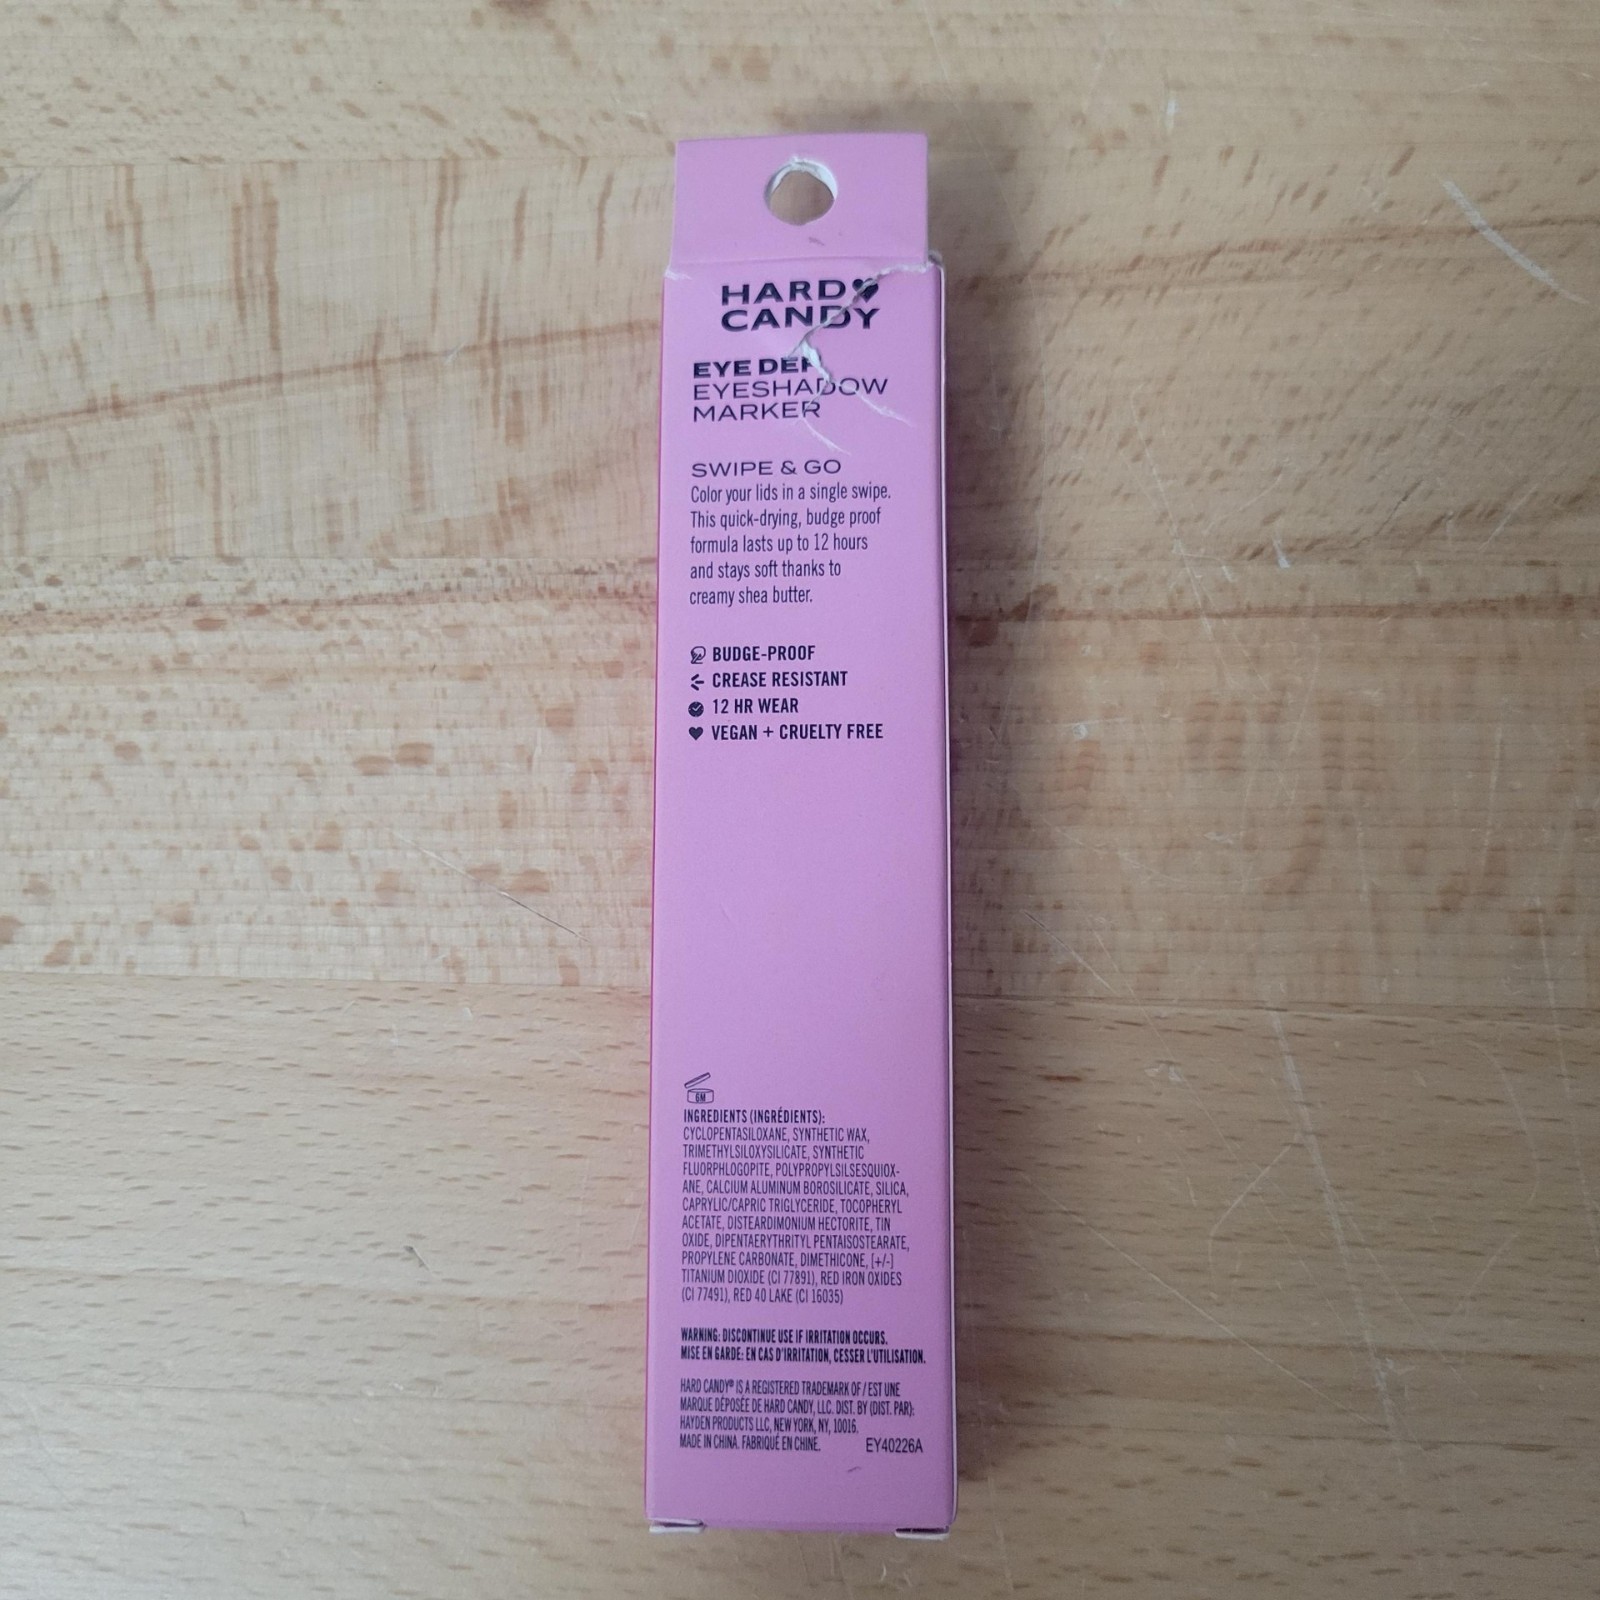 HARD
CANDY
EYE DEF
EYESHADOW
MARKER
SWIPE & GO
Color your lids in a single swipe.
This quick-drying, budge proof
formula lasts up to 12 hours
and stays soft thanks to
creamy shea butter.
BUDGE-PROOF
CREASE RESISTANT
12 HR WEAR
VEGAN + CRUELTY FREE
6M
INGREDIENTS (INGRÉDIENTS):
CYCLOPENTASILOXANE, SYNTHETIC WAX,
TRIMETHYLSILOXYSILICATE, SYNTHETIC
FLUORPHLOGOPITE, POLYPROPYLSILSESQUIOX-
ANE, CALCIUM ALUMINUM BOROSILICATE, SILICA,
CAPRYLIC/CAPRIC TRIGLYCERIDE, TOCOPHERYL
ACETATE, DISTEARDIMONIUM HECTORITE, TIN
OXIDE, DIPENTAERYTHRITYL PENTAISOSTEARATE,
PROPYLENE CARBONATE, DIMETHICONE, [+/-]
TITANIUM DIOXIDE (CI 77891), RED IRON OXIDES
(CI 77491), RED 40 LAKE (CI 16035)
WARNING: DISCONTINUE USE IF IRRITATION OCCURS.
MISE EN GARDE: EN CAS D'IRRITATION, CESSER L'UTILISATION.
HARD CANDY® IS A REGISTERED TRADEMARK OF / EST UNE
MARQUE DÉPOSÉE DE HARD CANDY, LLC. DIST. BY (DIST. PAR):
HAYDEN PRODUCTS LLC, NEW YORK, NY, 10016.
MADE IN CHINA. FABRIQUÉ EN CHINE. EY40226A